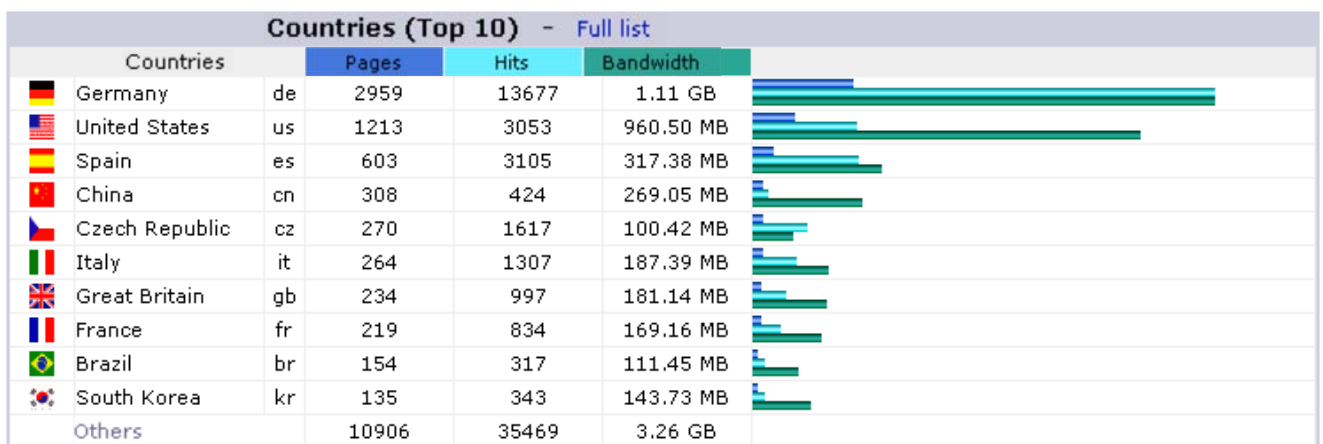 Countries (Top 10) - Full list
Countries Pages Hits Bandwidth
Germany de 2959 13677 1.11 GB
United States us 1213 3053 960.50 MB
Spain es 603 3105 317.38 MB
China cn 308 424 269.05 MB
Czech Republic cz 270 1617 100.42 MB
Italy it 264 1307 187.39 MB
Great Britain gb 234 997 181.14 MB
France fr 219 834 169.16 MB
Brazil br 154 317 111.45 MB
South Korea kr 135 343 143.73 MB
Others 10906 35469 3.26 GB